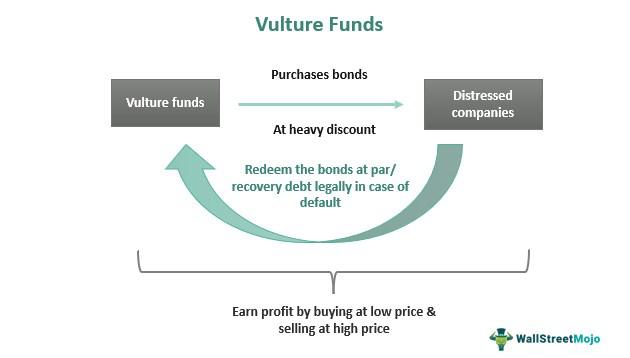 Vulture Funds
Purchases bonds
Vulture funds
Distressed
companies
At heavy discount
Redeem the bonds at par/
recovery debt legally in case of
default
Earn profit by buying at low price &
selling at high price
WallStreetMojo